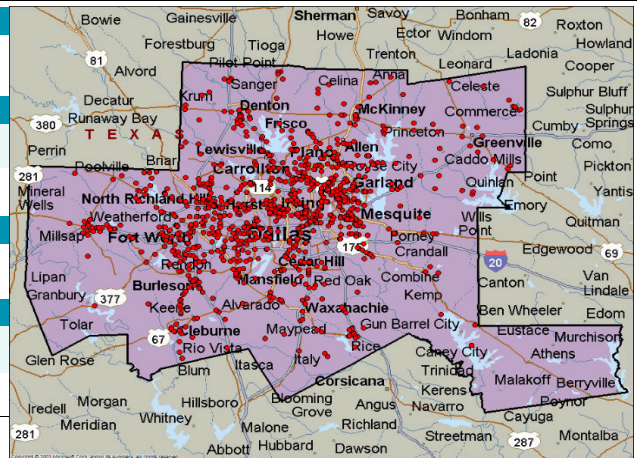 Bowie Gainesville Sherman Savoy Bonham 82 Roxton
Forestburg Tioga Howe Ector Windom Howland
81 Alvord Pilot Point Trenton Leonard Ladonia Cooper
Sanger Celina Anna Celeste
Decatur Krum Denton McKinney Commerce Sulphur Bluff
Runaway Bay Frisco Princeton Sulphur
380 TEXAS Cumby Springs
Perrin Briar Lewisville Plano Allen Greenville Como
281 Poolville Carrollton Caddo Mills Pickton
Mineral 114 Garland Quinlan Point Yantis
Wells North Richland Hills Irving Emory
Weatherford Mesquite Wills Quitman
Millsap Fort Worth Dallas 175 Forney Point Edgewood 69
Cedar Hill Crandall 20
Lipan Rendon Mansfield Red Oak Combine Canton Van
Granbury 377 Burleson Kemp Lindale
Keene Alvarado Waxahachie Ben Wheeler Edom
Tolar 67 Cleburne Maypearl Gun Barrel City Eustace Murchison
Glen Rose Rio Vista Italy Rice Caney City Athens
Blum Itasca Trinidad
Corsicana Malakoff Berryville
Iredell Morgan Hillsboro Blooming Kerens Poynor
Whitney Grove Angus Navarro Cayuga
281 Meridian Malone Richland
Abbott Hubbard Dawson Streetman 287 Montalba